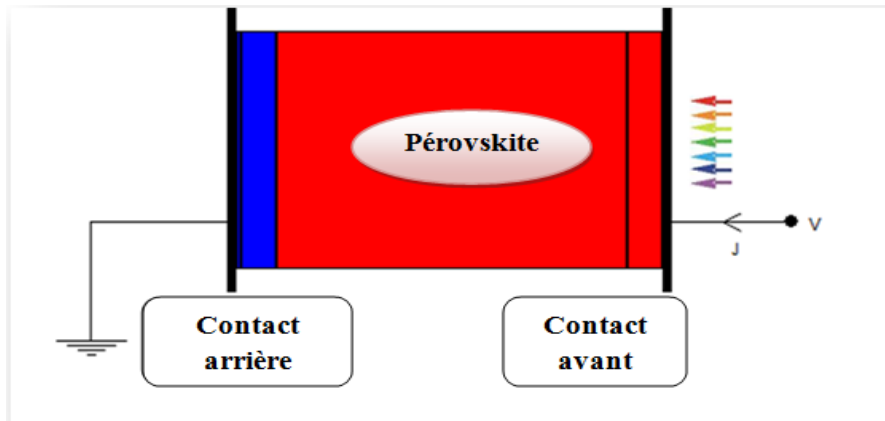 Pérovskite
V
J
Contact
arrière
Contact
avant